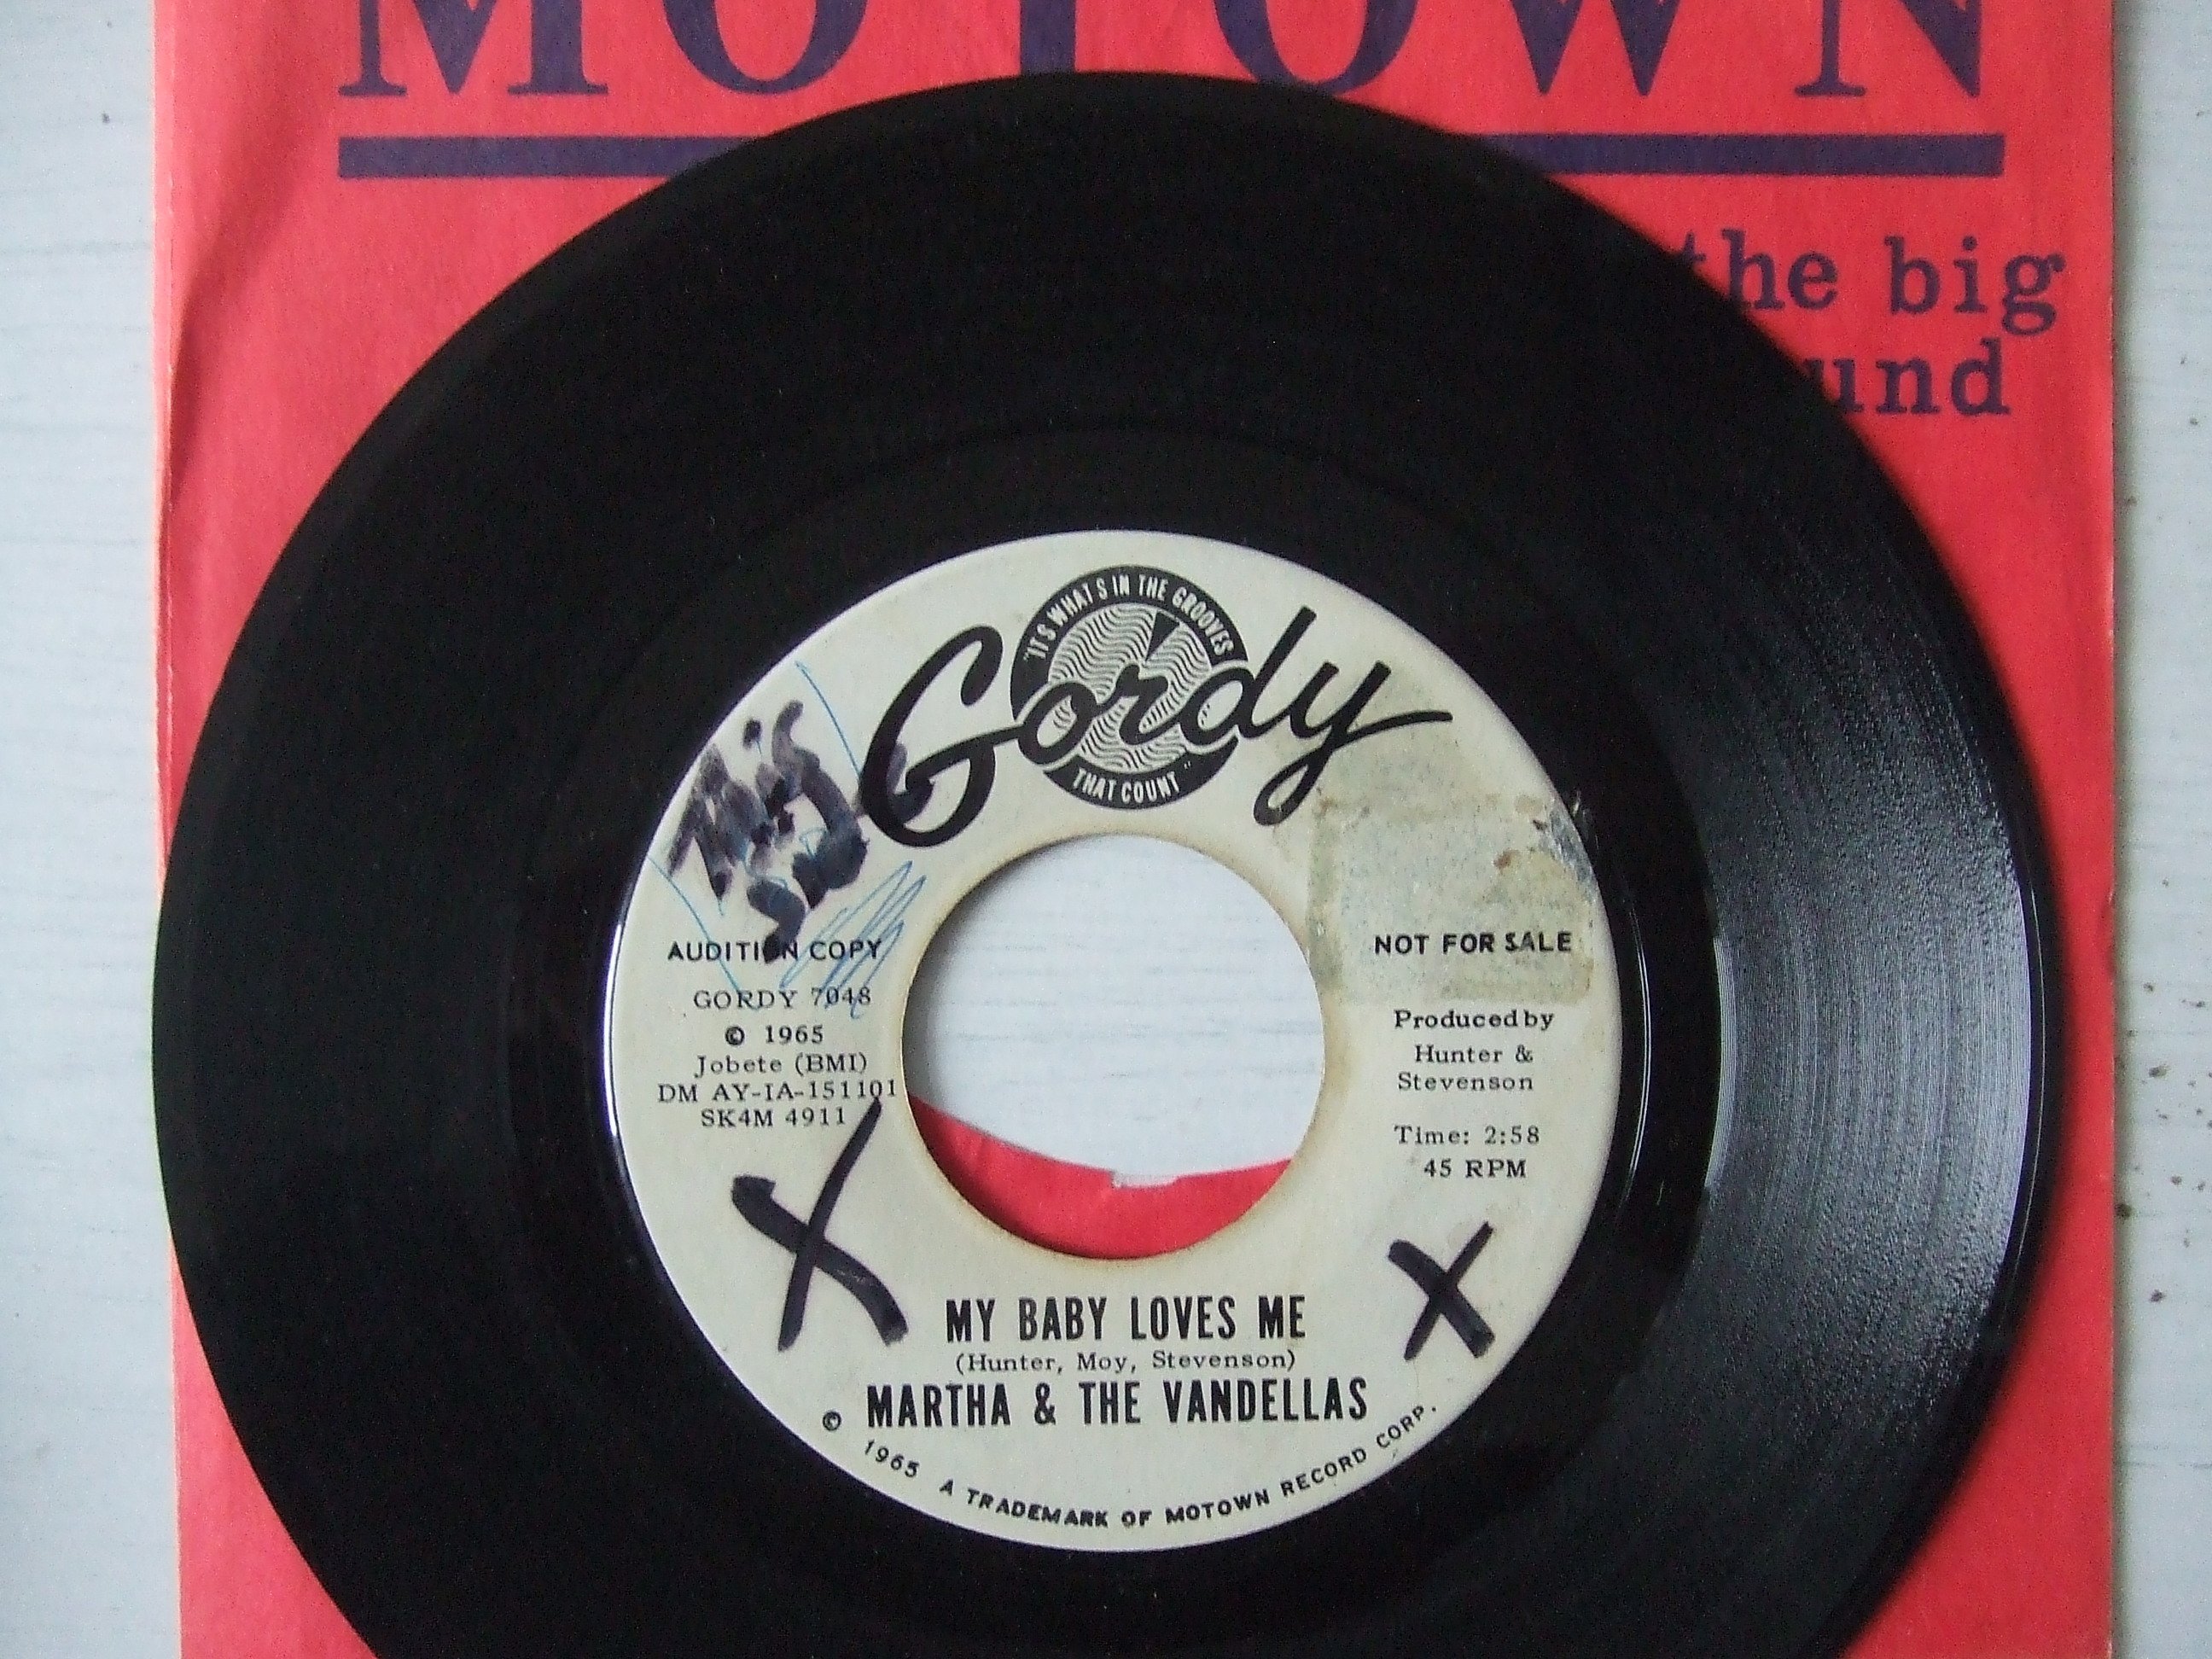 MOTOWN
the big
und
"IT'S WHAT'S IN THE GROOVES
Gordy
THAT COUNT"
This
AUDITION COPY
GORDY 7048
© 1965
Jobete (BMI)
DM AY-IA-151101
SK4M 4911
X
NOT FOR SALE
Produced by
Hunter &
Stevenson
Time: 2:58
45 RPM
X
MY BABY LOVES ME
(Hunter, Moy, Stevenson)
MARTHA & THE VANDELLAS
© 1965 A TRADEMARK OF MOTOWN RECORD CORP.